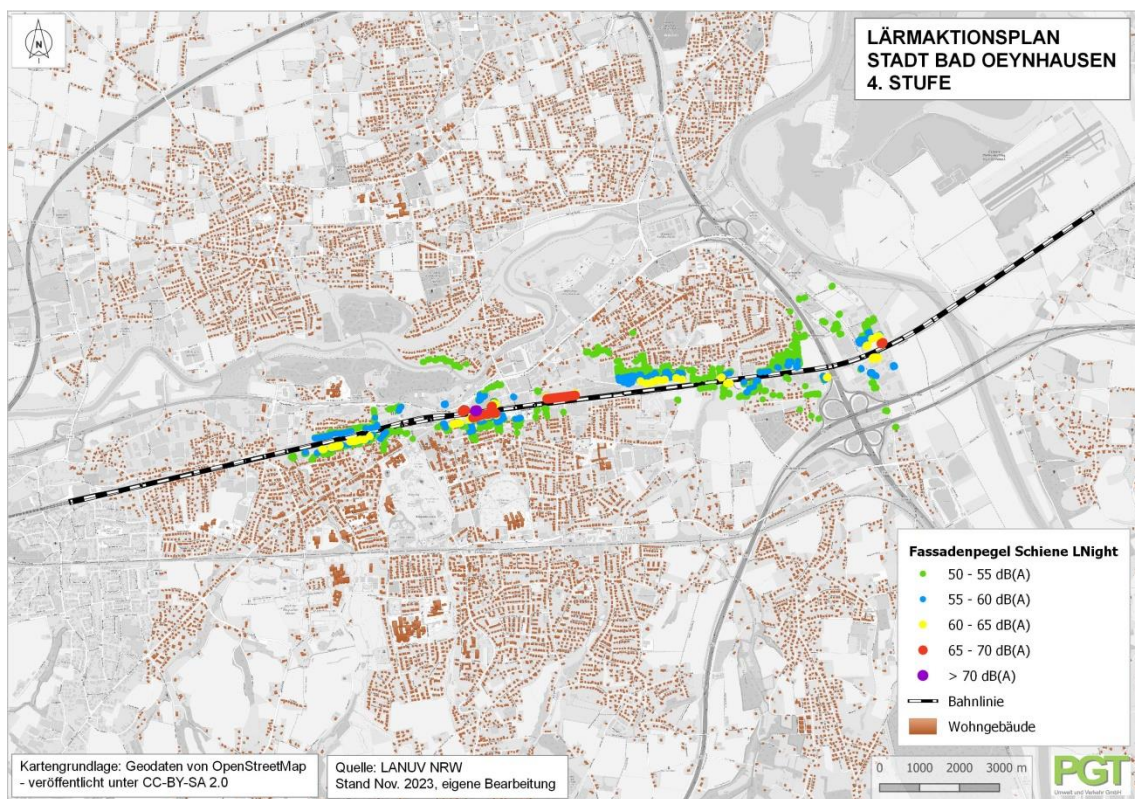 N
LÄRMAKTIONSPLAN
STADT BAD OEYNHAUSEN
4. STUFE
Fassadenpegel Schiene LNight
50 - 55 dB(A)
55 - 60 dB(A)
60 - 65 dB(A)
65 - 70 dB(A)
> 70 dB(A)
Bahnlinie
Wohngebäude
Kartengrundlage: Geodaten von OpenStreetMap
- veröffentlicht unter CC-BY-SA 2.0
Quelle: LANUV NRW
Stand Nov. 2023, eigene Bearbeitung
0 1000 2000 3000 m
PGT
Umwelt und Verkehr GmbH